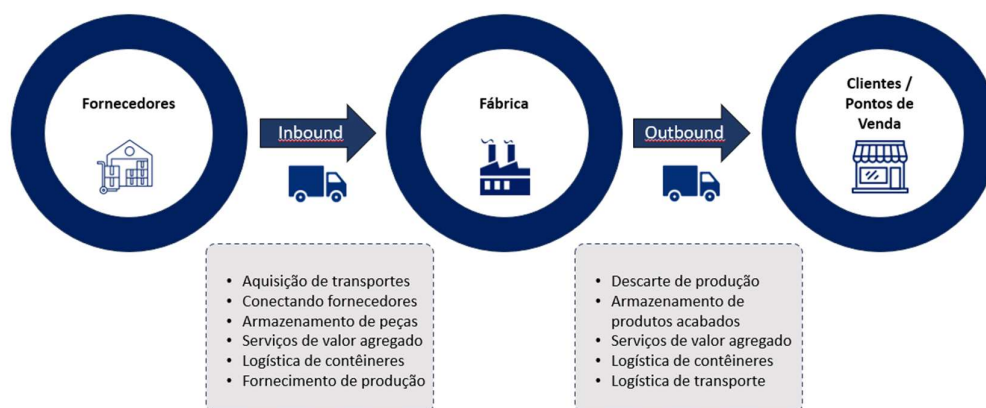 Fornecedores
Inbound
Fábrica
Outbound
Clientes /
Pontos de
Venda
• Aquisição de transportes
• Conectando fornecedores
• Armazenamento de peças
• Serviços de valor agregado
• Logística de contêineres
• Fornecimento de produção
• Descarte de produção
• Armazenamento de
produtos acabados
• Serviços de valor agregado
• Logística de contêineres
• Logística de transporte